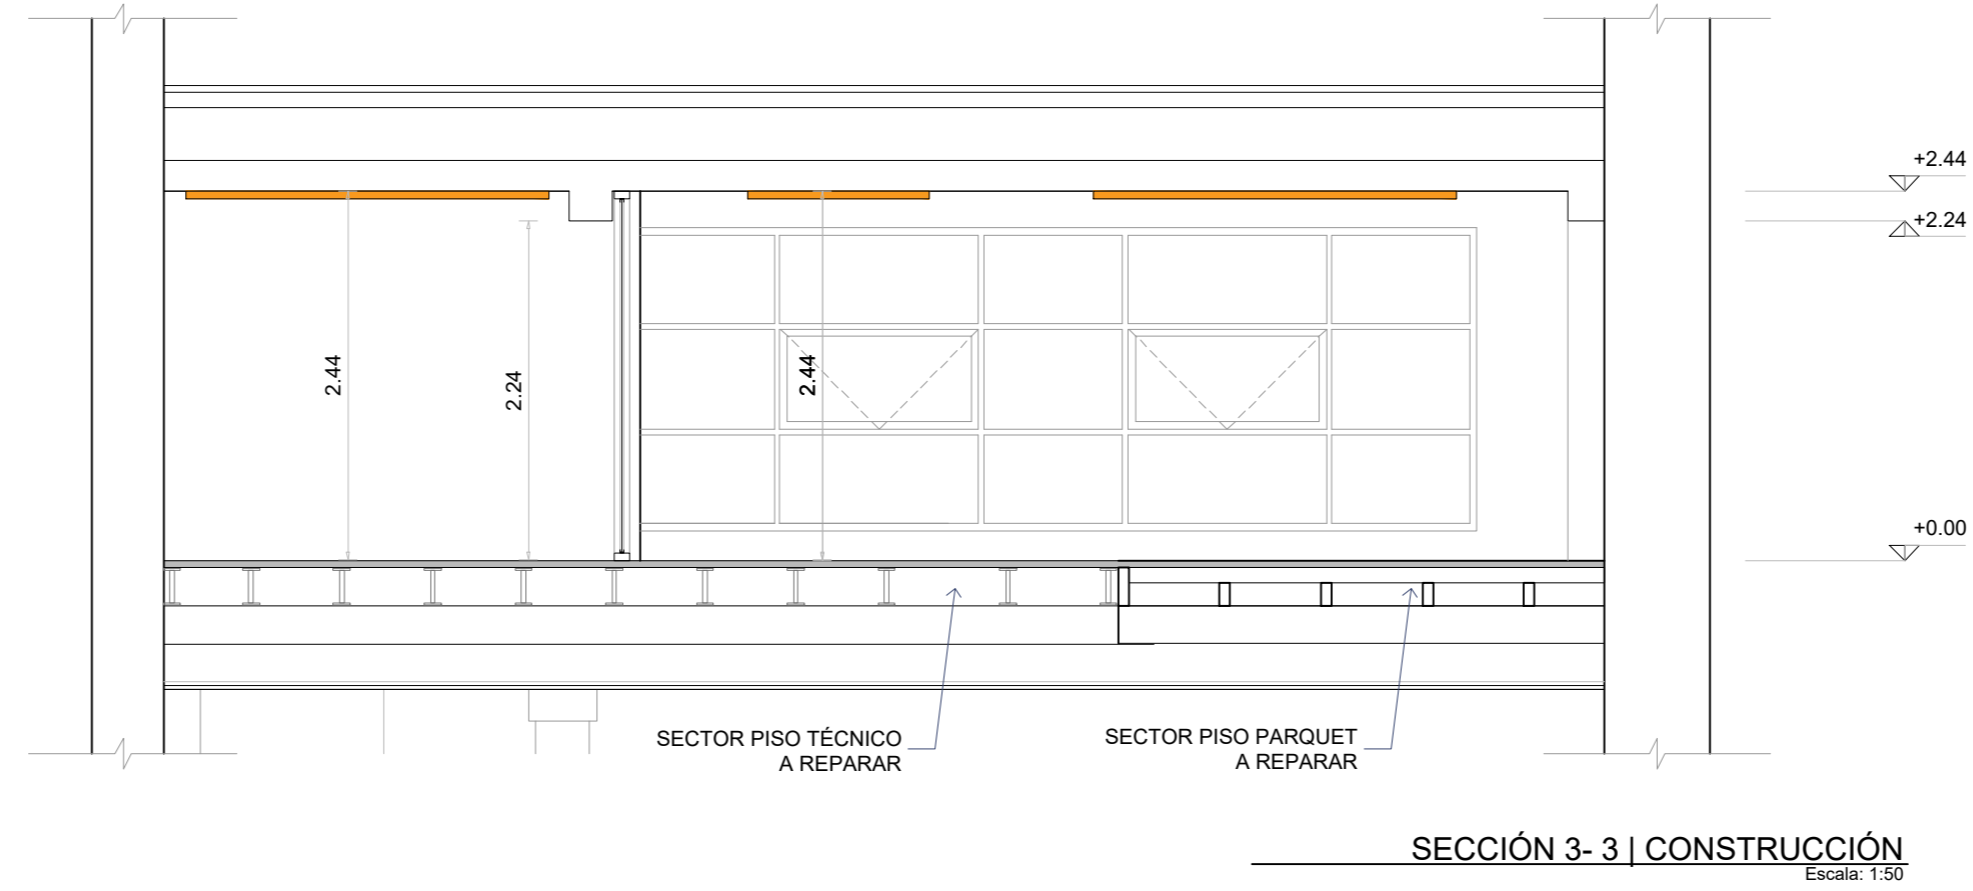 +2.44
+2.24
2.44
2.24
2.44
+0.00
SECTOR PISO TÉCNICO
A REPARAR
SECTOR PISO PARQUET
A REPARAR
SECCIÓN 3- 3 | CONSTRUCCIÓN
Escala: 1:50